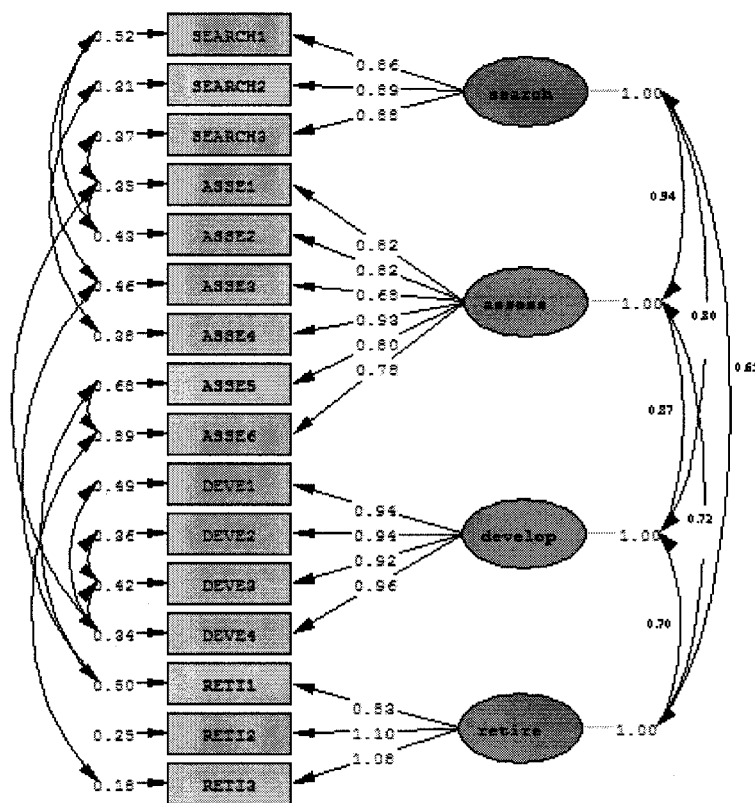 0.52 SEARCH1
0.86
0.31 SEARCH2
0.89
search 1.00
0.37 SEARCH3
0.88
0.35 ASSE1
0.94
0.43 ASSE2
0.82
0.82
0.46 ASSE3
0.68
assess 1.00
0.38 ASSE4
0.93
0.80
0.80
0.68 ASSE5
0.78
0.89 ASSE6
0.87
0.49 DEVE1
0.94
0.72
0.36 DEVE2
0.94
develop 1.00
0.42 DEVE3
0.92
0.34 DEVE4
0.96
0.70
0.50 RETI1
0.83
0.25 RETI2
1.10
retire 1.00
0.18 RETI3
1.08